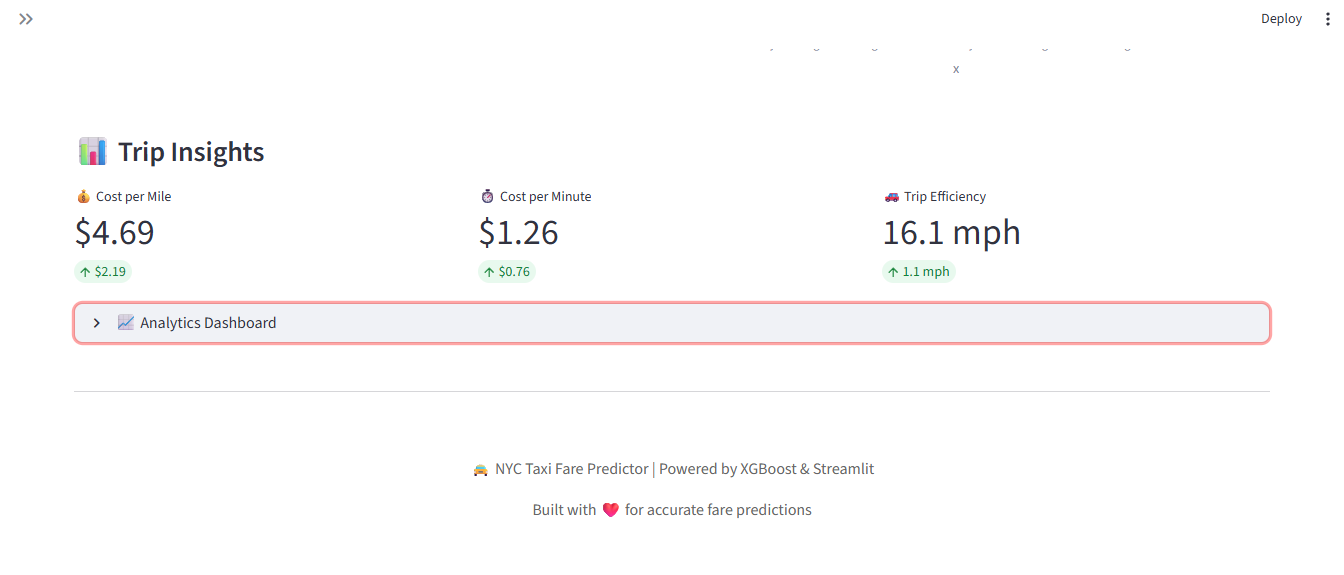 Deploy
x
Trip Insights
Cost per Mile
Cost per Minute
Trip Efficiency
$4.69
$1.26
16.1 mph
↑ $2.19
↑ $0.76
↑ 1.1 mph
Analytics Dashboard
NYC Taxi Fare Predictor | Powered by XGBoost & Streamlit
Built with ❤️ for accurate fare predictions